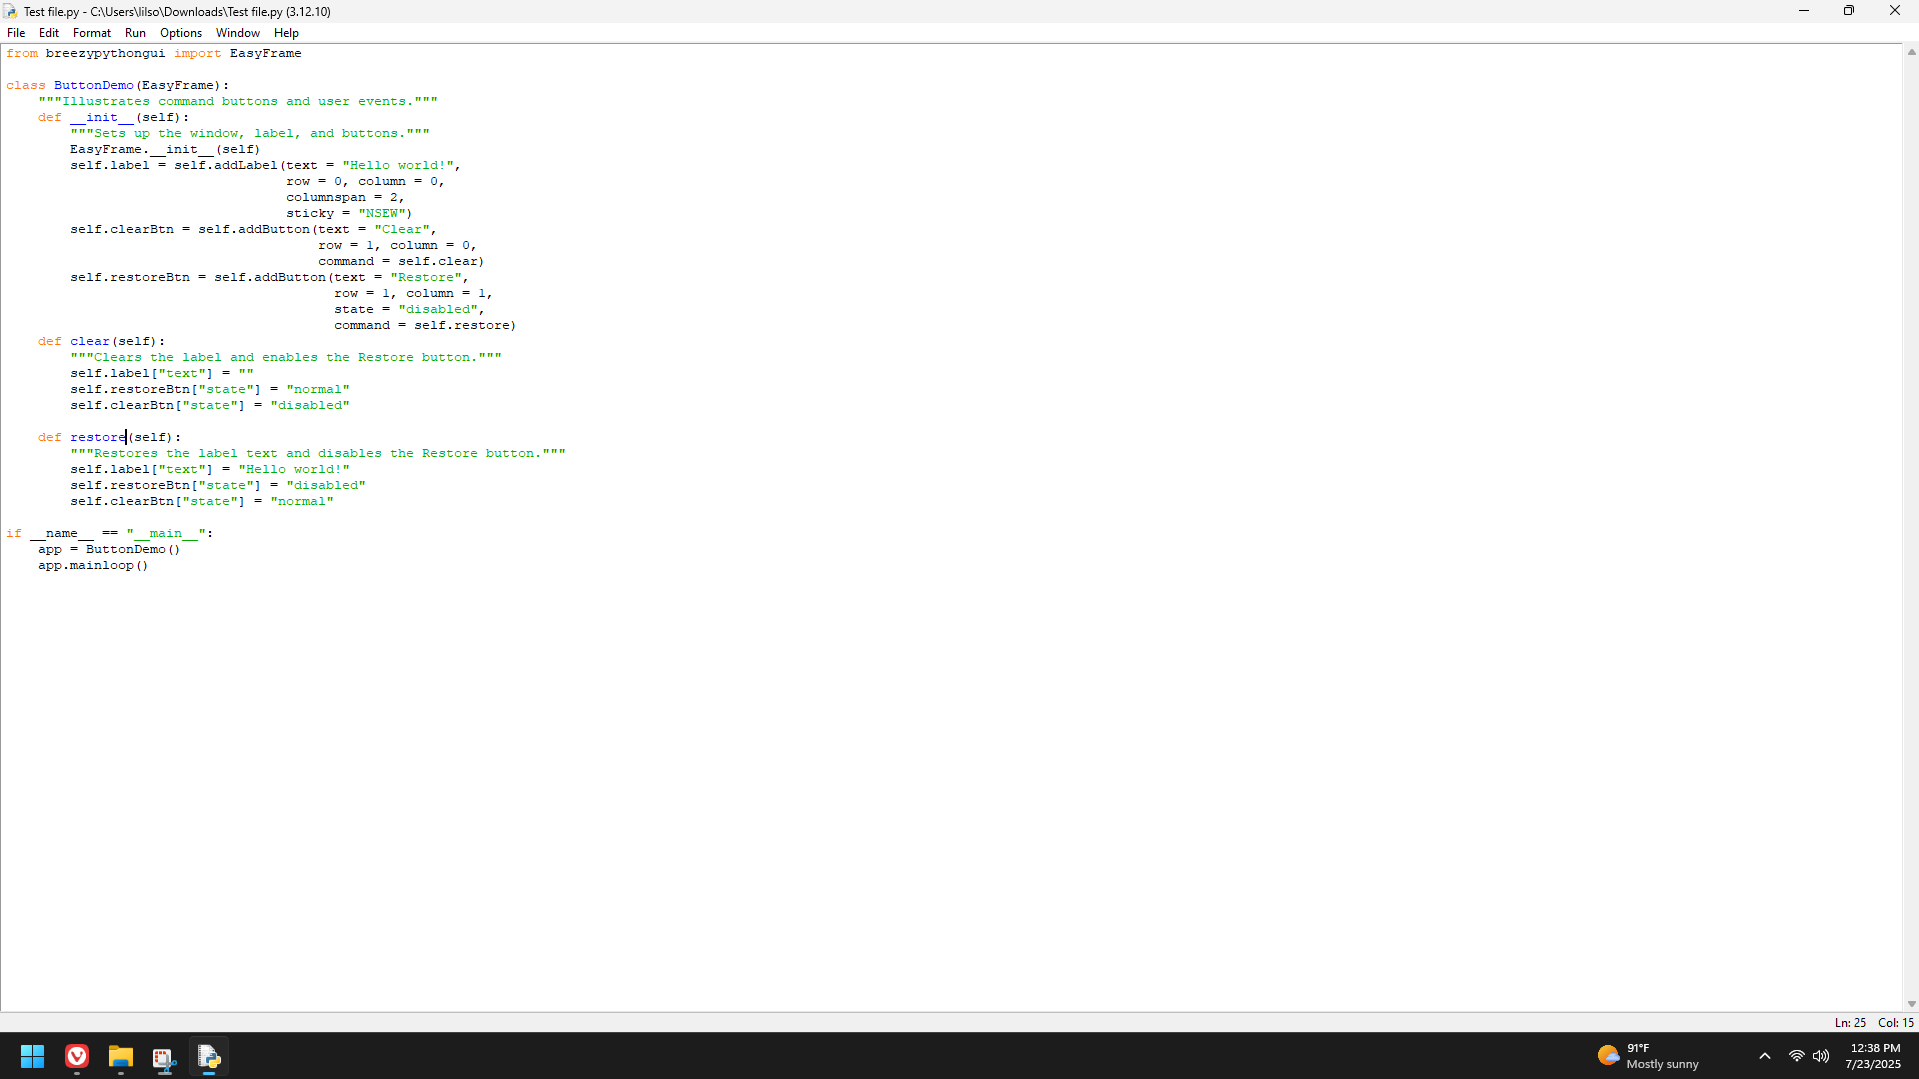 Test file.py - C:\Users\lilso\Downloads\Test file.py (3.12.10)
File Edit Format Run Options Window Help
from breezypythongui import EasyFrame
class ButtonDemo(EasyFrame):
    """Illustrates command buttons and user events."""
    def __init__(self):
        """Sets up the window, label, and buttons."""
        EasyFrame.__init__(self)
        self.label = self.addLabel(text = "Hello world!",
                                   row = 0, column = 0,
                                   columnspan = 2,
                                   sticky = "NSEW")
        self.clearBtn = self.addButton(text = "Clear",
                                       row = 1, column = 0,
                                       command = self.clear)
        self.restoreBtn = self.addButton(text = "Restore",
                                         row = 1, column = 1,
                                         state = "disabled",
                                         command = self.restore)
    def clear(self):
        """Clears the label and enables the Restore button."""
        self.label["text"] = ""
        self.restoreBtn["state"] = "normal"
        self.clearBtn["state"] = "disabled"
    def restore(self):
        """Restores the label text and disables the Restore button."""
        self.label["text"] = "Hello world!"
        self.restoreBtn["state"] = "disabled"
        self.clearBtn["state"] = "normal"
if __name__ == "__main__":
    app = ButtonDemo()
    app.mainloop()
Ln: 25 Col: 15
91°F
Mostly sunny
12:38 PM
7/23/2025